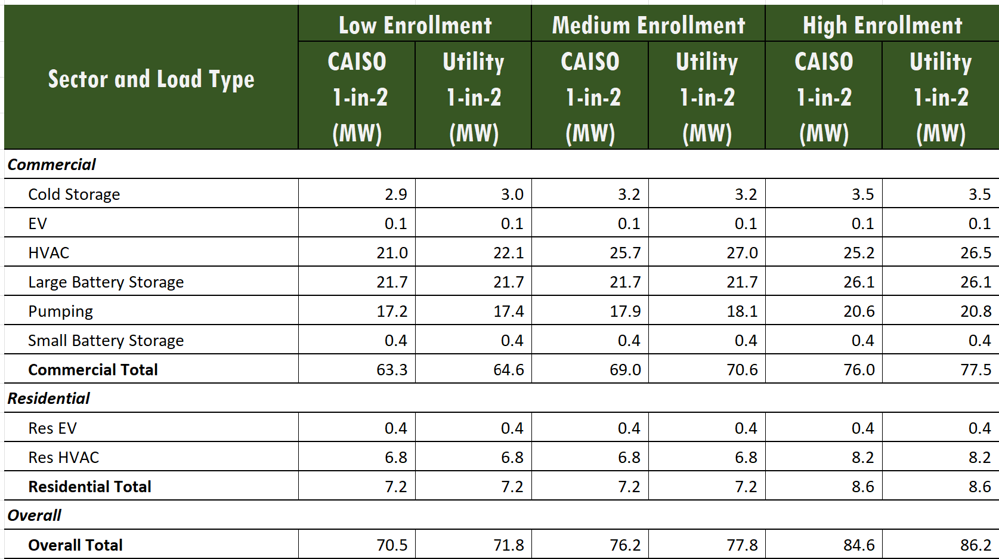 Low Enrollment Medium Enrollment High Enrollment
Sector and Load Type
CAISO Utility CAISO Utility CAISO Utility
1-in-2 1-in-2 1-in-2 1-in-2 1-in-2 1-in-2
(MW) (MW) (MW) (MW) (MW) (MW)
Commercial
Cold Storage 2.9 3.0 3.2 3.2 3.5 3.5
EV 0.1 0.1 0.1 0.1 0.1 0.1
HVAC 21.0 22.1 25.7 27.0 25.2 26.5
Large Battery Storage 21.7 21.7 21.7 21.7 26.1 26.1
Pumping 17.2 17.4 17.9 18.1 20.6 20.8
Small Battery Storage 0.4 0.4 0.4 0.4 0.4 0.4
Commercial Total 63.3 64.6 69.0 70.6 76.0 77.5
Residential
Res EV 0.4 0.4 0.4 0.4 0.4 0.4
Res HVAC 6.8 6.8 6.8 6.8 8.2 8.2
Residential Total 7.2 7.2 7.2 7.2 8.6 8.6
Overall
Overall Total 70.5 71.8 76.2 77.8 84.6 86.2